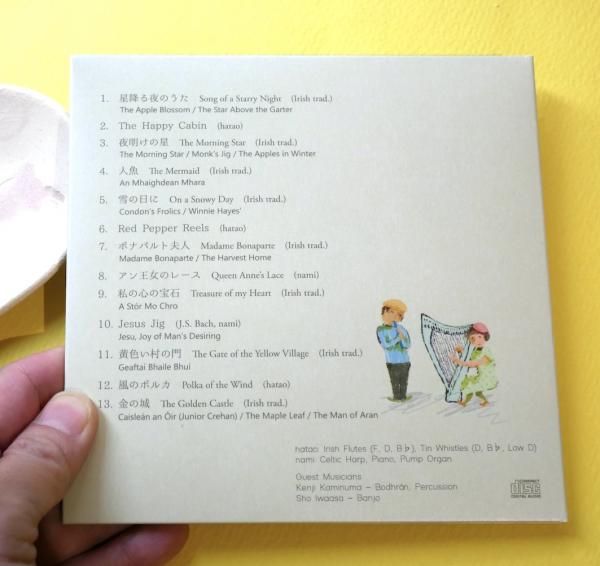 1. 星降る夜のうた Song of a Starry Night (Irish trad.)
The Apple Blossom / The Star Above the Garter
2. The Happy Cabin (hatao)
3. 夜明けの星 The Morning Star (Irish trad.)
The Morning Star / Monk's Jig / The Apples in Winter
4. 人魚 The Mermaid (Irish trad.)
An Mhaighdean Mhara
5. 雪の日に On a Snowy Day (Irish trad.)
Condon's Frolics / Winnie Hayes'
6. Red Pepper Reels (hatao)
7. ボナパルト夫人 Madame Bonaparte (Irish trad.)
Madame Bonaparte / The Harvest Home
8. アン王女のレース Queen Anne's Lace (nami)
9. 私の心の宝石 Treasure of my Heart (Irish trad.)
A Stór Mo Chro
10. Jesus Jig (J.S. Bach, nami)
Jesu, Joy of Man's Desiring
11. 黄色い村の門 The Gate of the Yellow Village (Irish trad.)
Geaftaí Bhaile Bhuí
12. 風のポルカ Polka of the Wind (hatao)
13. 金の城 The Golden Castle (Irish trad.)
Caisleán an Óir (Junior Crehan) / The Maple Leaf / The Man of Aran
hatao: Irish Flutes (F, D, B♭), Tin Whistles (D, B♭, Low D)
nami: Celtic Harp, Piano, Pump Organ
Guest Musicians
Kenji Kaminuma – Bodhrán, Percussion
Sho Iwaasa – Banjo
COMPACT
disc
DIGITAL AUDIO